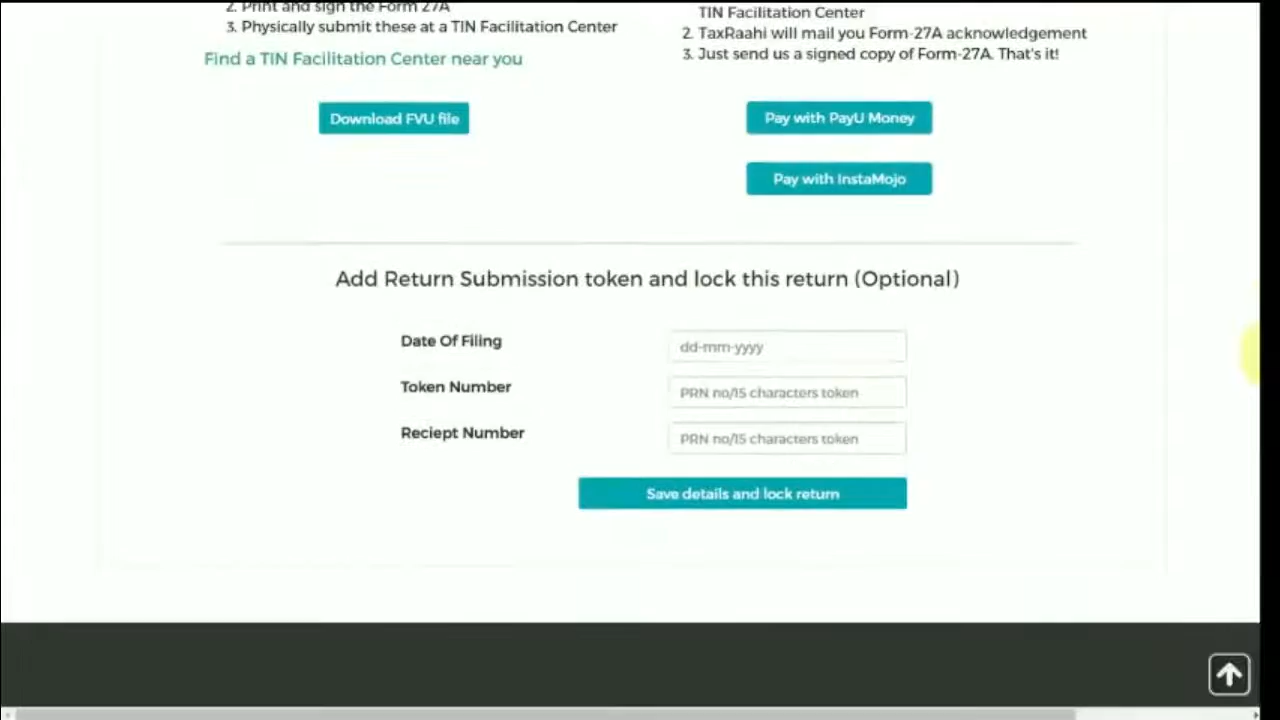 2. Print and sign the Form 27A
3. Physically submit these at a TIN Facilitation Center
Find a TIN Facilitation Center near you
Download FVU file
TIN Facilitation Center
2. TaxRaahi will mail you Form-27A acknowledgement
3. Just send us a signed copy of Form-27A. That's it!
Pay with PayU Money
Pay with InstaMojo
Add Return Submission token and lock this return (Optional)
Date Of Filing
dd-mm-yyyy
Token Number
PRN no/15 characters token
Reciept Number
PRN no/15 characters token
Save details and lock return